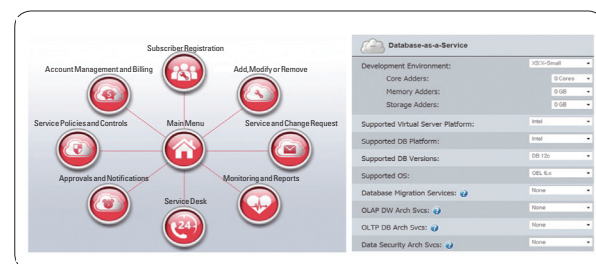 Subscriber Registration
Account Management and Billing
Add, Modify or Remove
Service Policies and Controls
Main Menu
Service and Change Request
Approvals and Notifications
Monitoring and Reports
Service Desk
24
Database-as-a-Service
Development Environment:
Core Adders: 0 Cores
Memory Adders: 0 GB
Storage Adders: 0 GB
Supported Virtual Server Platform: Intel
Supported DB Platform: Intel
Supported DB Versions: DB 12c
Supported OS: OEL 6.x
Database Migration Services: ? None
OLAP DW Arch Svcs: ? None
OLTP DB Arch Svcs: ? None
Data Security Arch Svcs: ? None